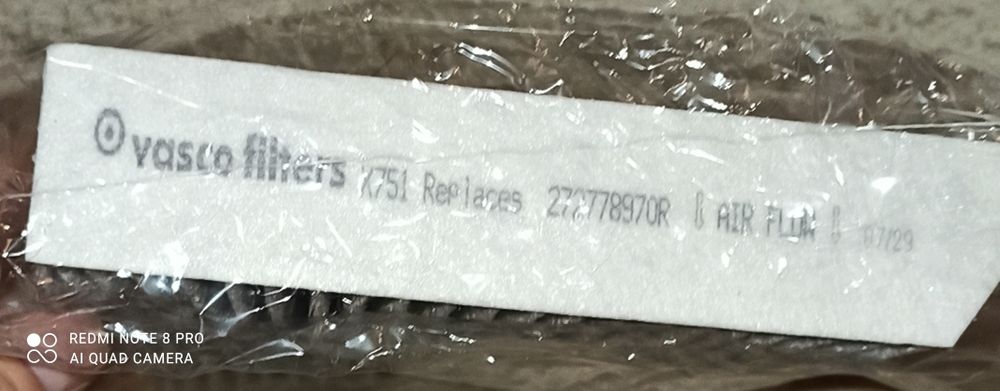 vasco filters X751 Replaces 272778970R ⇩ AIR FLOW ⇩ 07/29
REDMI NOTE 8 PRO
AI QUAD CAMERA